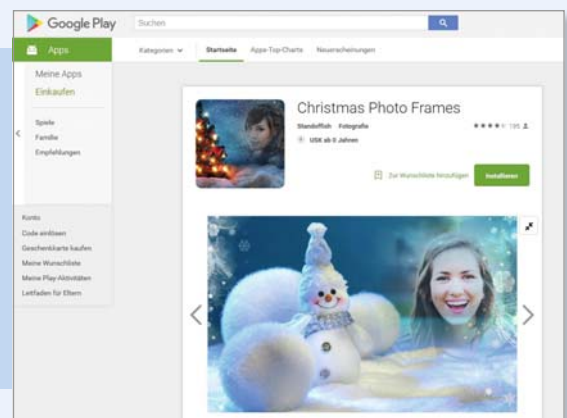 Google Play
Suchen
Apps
Kategorien
Startseite
Apps-Top-Charts
Neuerscheinungen
Meine Apps
Einkaufen
Spiele
Familie
Empfehlungen
Konto
Code einlösen
Geschenkkarte kaufen
Meine Wunschliste
Meine Play-Aktivitäten
Leitfaden für Eltern
Christmas Photo Frames
Standoffish Fotografie
195
USK ab 0 Jahren
Zur Wunschliste hinzufügen
Installieren